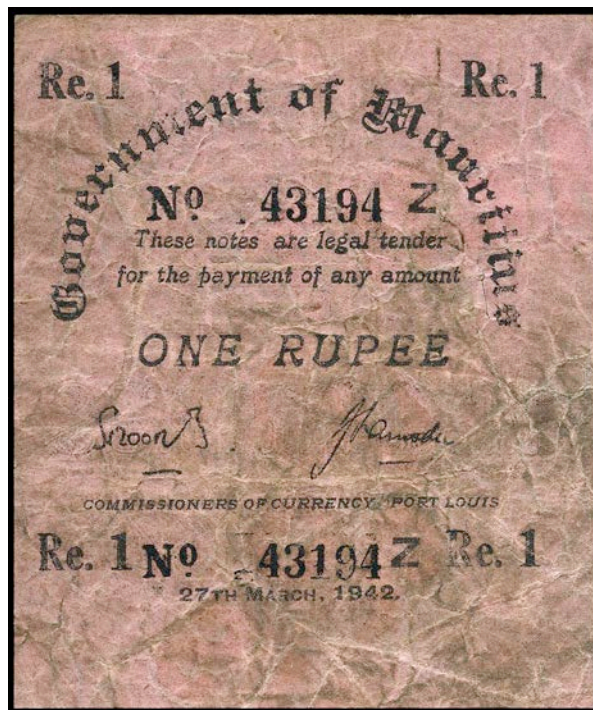 Re. 1 Re. 1
Government of Mauritius
No 43194 Z
These notes are legal tender
for the payment of any amount
ONE RUPEE
COMMISSIONERS OF CURRENCY, PORT LOUIS
Re. 1 No 43194 Z Re. 1
27TH MARCH, 1942.